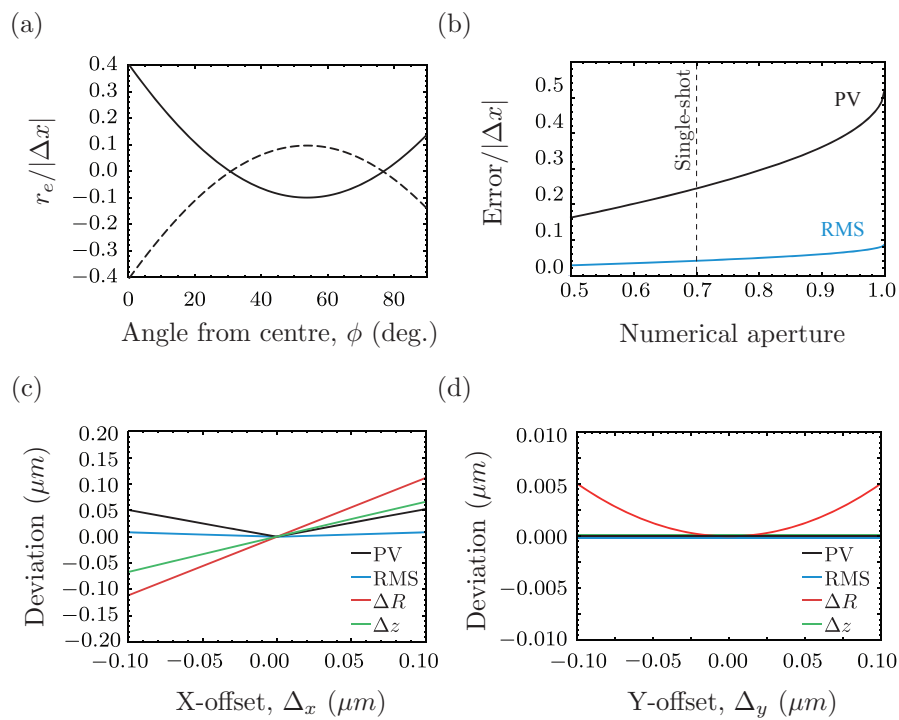 (a)
0.4
0.3
0.2
0.1
0.0
−0.1
−0.2
−0.3
−0.4
0 20 40 60 80
r_e/|Δx|
Angle from centre, ϕ (deg.)
(b)
0.5
0.4
0.3
0.2
0.1
0.0
0.5 0.6 0.7 0.8 0.9 1.0
Error/|Δx|
Single-shot
PV
RMS
Numerical aperture
(c)
0.20
0.15
0.10
0.05
0.00
−0.05
−0.10
−0.15
−0.20
−0.10 −0.05 0.00 0.05 0.10
Deviation (μm)
PV
RMS
ΔR
Δz
X-offset, Δ_x (μm)
(d)
0.010
0.005
0.000
−0.005
−0.010
−0.10 −0.05 0.00 0.05 0.10
Deviation (μm)
PV
RMS
ΔR
Δz
Y-offset, Δ_y (μm)